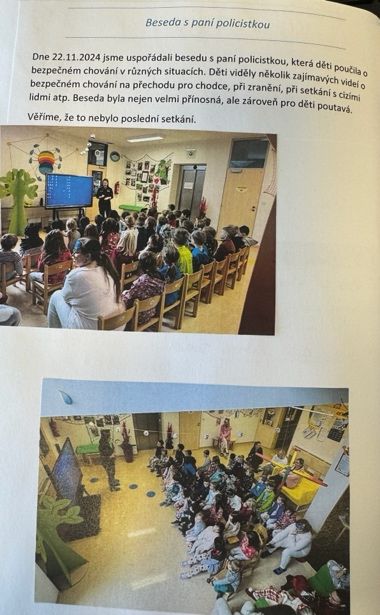 Beseda s paní policistkou
Dne 22.11.2024 jsme uspořádali besedu s paní policistkou, která děti poučila o
bezpečném chování v různých situacích. Děti viděly několik zajímavých videí o
bezpečném chování na přechodu pro chodce, při zranění, při setkání s cizími
lidmi atp. Beseda byla nejen velmi přínosná, ale zároveň pro děti poutavá.
Věříme, že to nebylo poslední setkání.